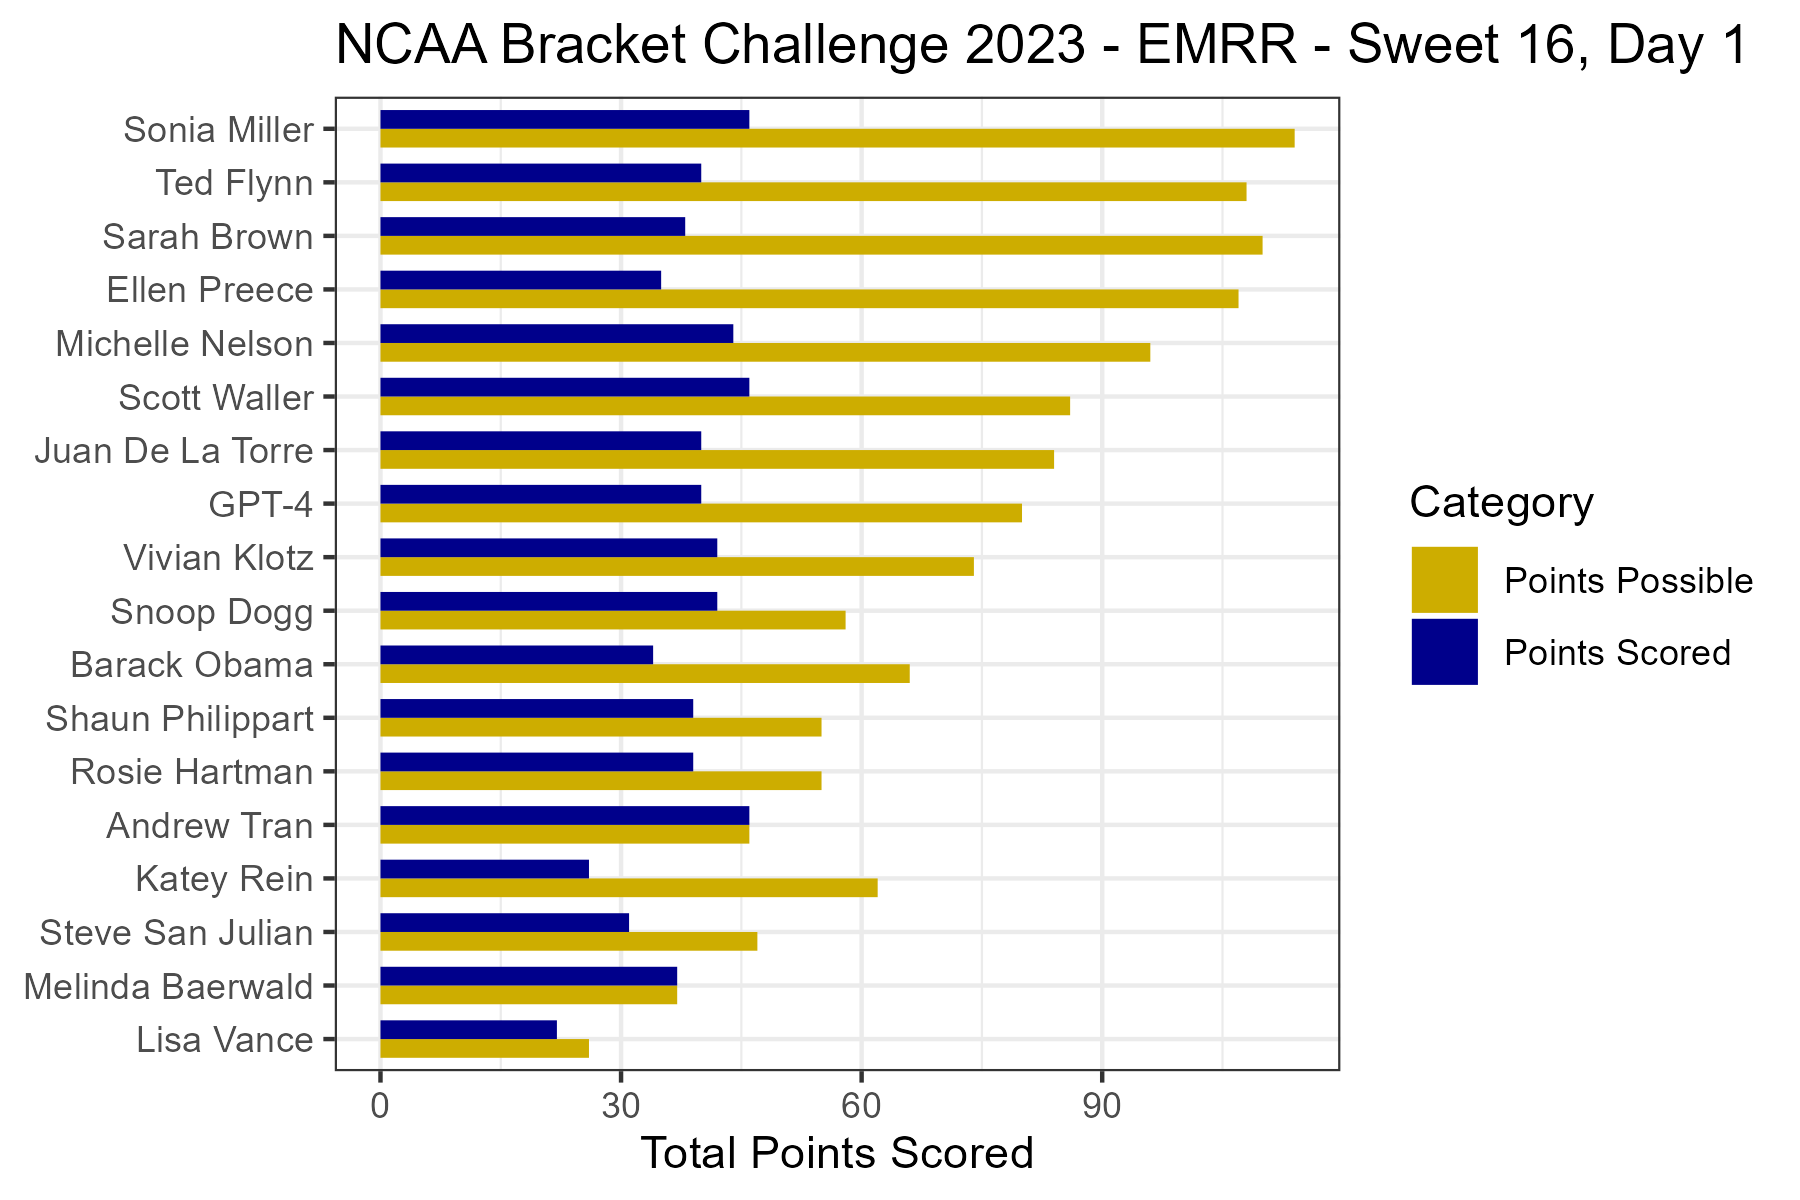 NCAA Bracket Challenge 2023 - EMRR - Sweet 16, Day 1
Sonia Miller
Ted Flynn
Sarah Brown
Ellen Preece
Michelle Nelson
Scott Waller
Juan De La Torre
GPT-4
Vivian Klotz
Snoop Dogg
Barack Obama
Shaun Philippart
Rosie Hartman
Andrew Tran
Katey Rein
Steve San Julian
Melinda Baerwald
Lisa Vance
0 30 60 90
Total Points Scored
Category
Points Possible
Points Scored